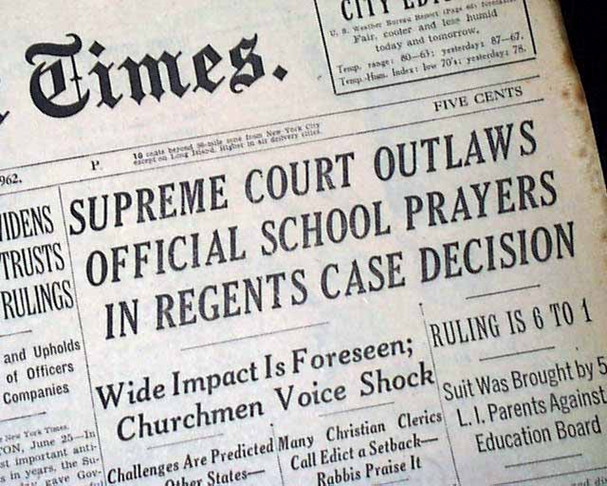 Times.
CITY EDI
U. S. Weather Bureau Report (Page 66) forecasts:
Fair, cooler and less humid
today and tomorrow.
Temp. range: 80–63; yesterday: 87–67.
Temp.-Hum. Index: low 70's; yesterday: 78.
962.
P.
10 cents beyond 50-mile zone from New York City
except on Long Island. Higher in air delivery cities.
FIVE CENTS
IDENS
TRUSTS
RULINGS
and Upholds
of Officers
Companies
New York Times.
TON, June 25—In
st important anti-
s in years, the Su-
gave Gov-
SUPREME COURT OUTLAWS
OFFICIAL SCHOOL PRAYERS
IN REGENTS CASE DECISION
Wide Impact Is Foreseen;
Churchmen Voice Shock
Challenges Are Predicted
Other States—
Many Christian Clerics
Call Edict a Setback—
Rabbis Praise It
RULING IS 6 TO 1
Suit Was Brought by 5
L. I. Parents Against
Education Board